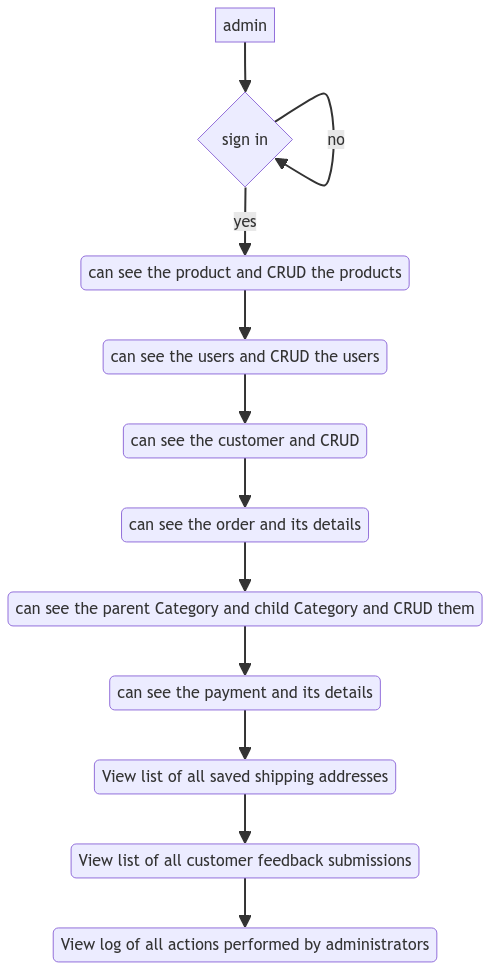 admin
sign in
no
yes
can see the product and CRUD the products
can see the users and CRUD the users
can see the customer and CRUD
can see the order and its details
can see the parent Category and child Category and CRUD them
can see the payment and its details
View list of all saved shipping addresses
View list of all customer feedback submissions
View log of all actions performed by administrators